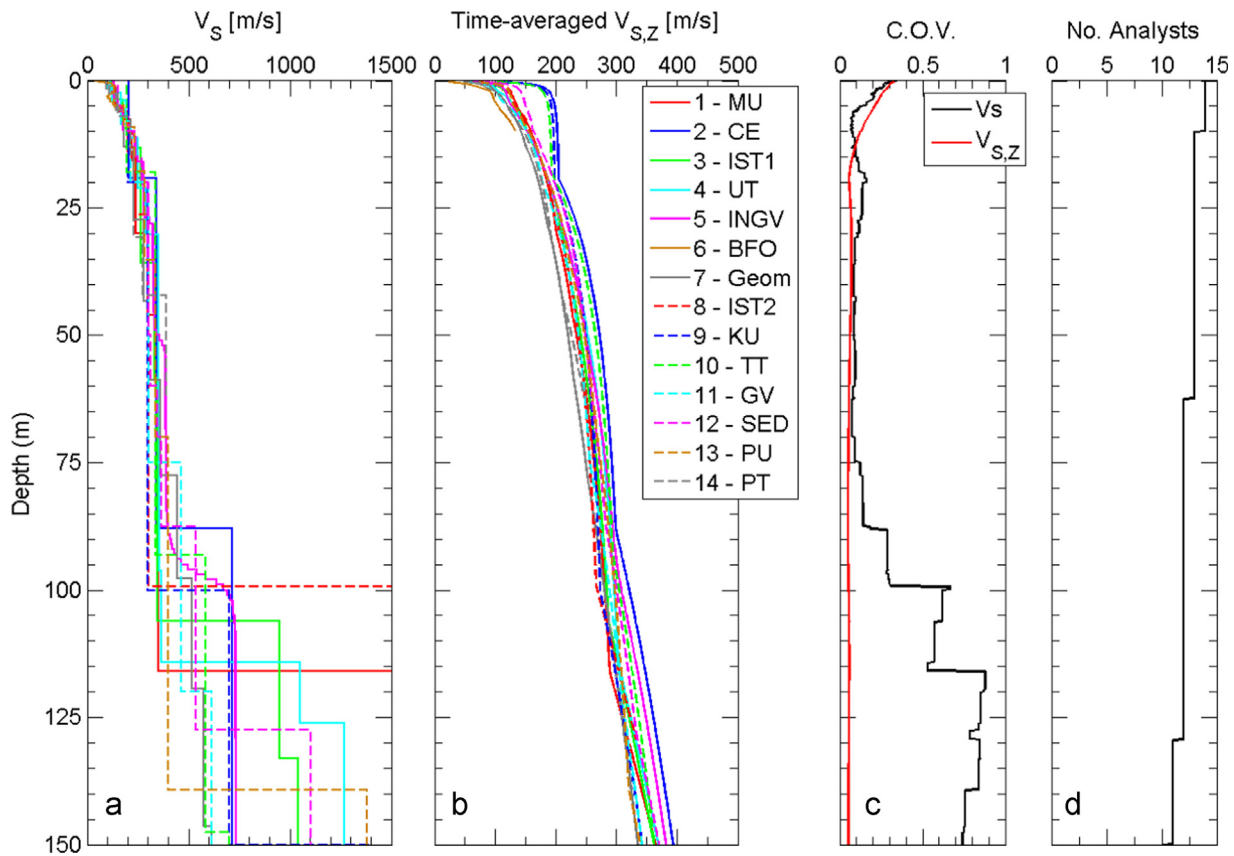 V_S [m/s]
0 500 1000 1500
Depth (m)
0
25
50
75
100
125
150
a
Time-averaged V_S,Z [m/s]
0 100 200 300 400 500
1 - MU
2 - CE
3 - IST1
4 - UT
5 - INGV
6 - BFO
7 - Geom
8 - IST2
9 - KU
10 - TT
11 - GV
12 - SED
13 - PU
14 - PT
b
C.O.V.
0 0.5 1
Vs
V_S,Z
c
No. Analysts
0 5 10 15
d